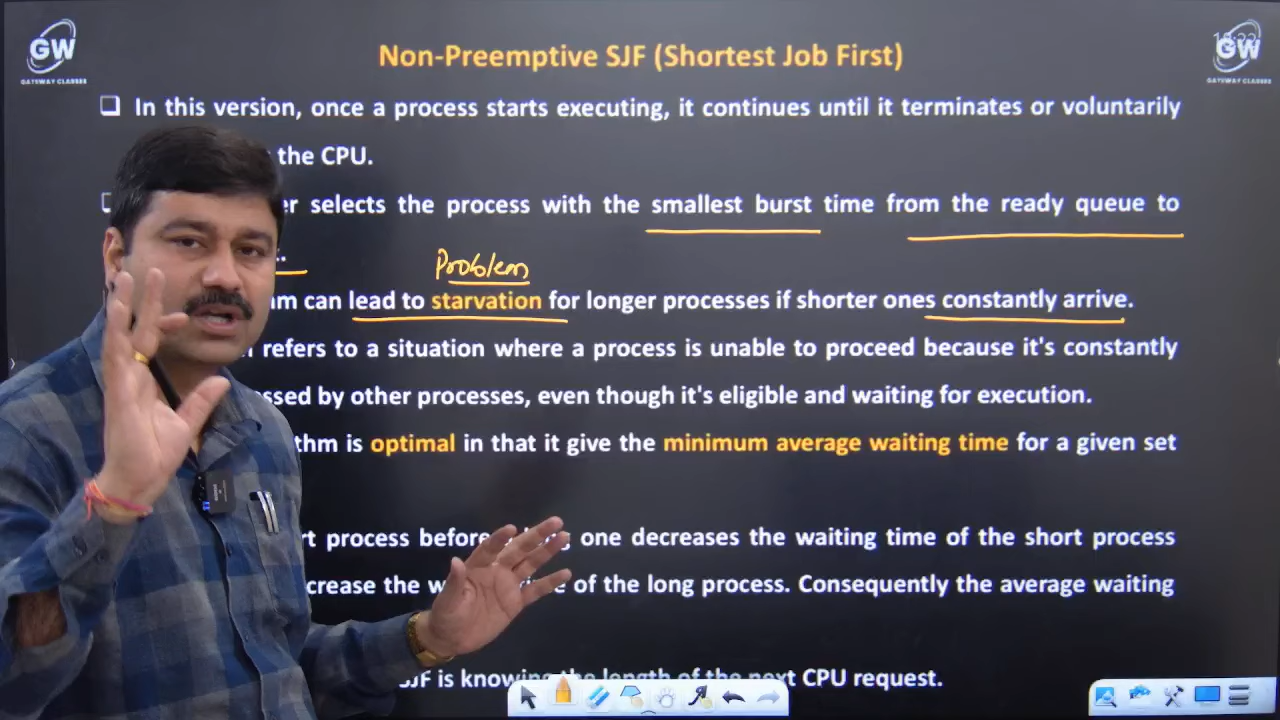 GW
GATEWAY CLASSES
GW
GATEWAY CLASSES
Non-Preemptive SJF (Shortest Job First)
In this version, once a process starts executing, it continues until it terminates or voluntarily
the CPU.
selects the process with the smallest burst time from the ready queue to
Problem
can lead to starvation for longer processes if shorter ones constantly arrive.
refers to a situation where a process is unable to proceed because it's constantly
by other processes, even though it's eligible and waiting for execution.
is optimal in that it give the minimum average waiting time for a given set
process before one decreases the waiting time of the short process
the of the long process. Consequently the average waiting
SJF is knowing the length of the next CPU request.